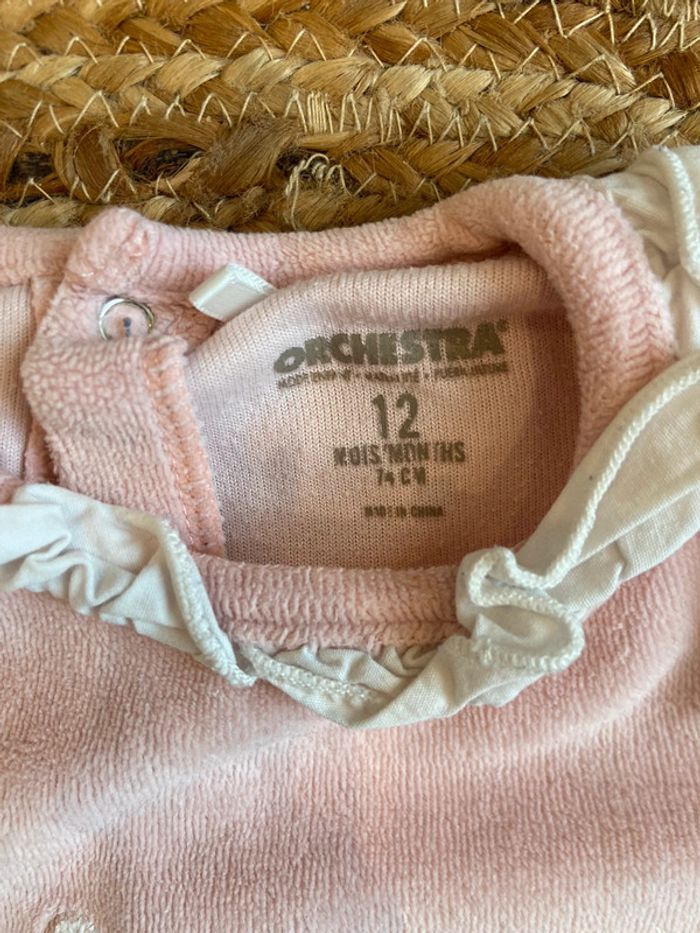 ORCHESTRA®
12
MOIS/MONTHS
74 CM
MADE IN CHINA